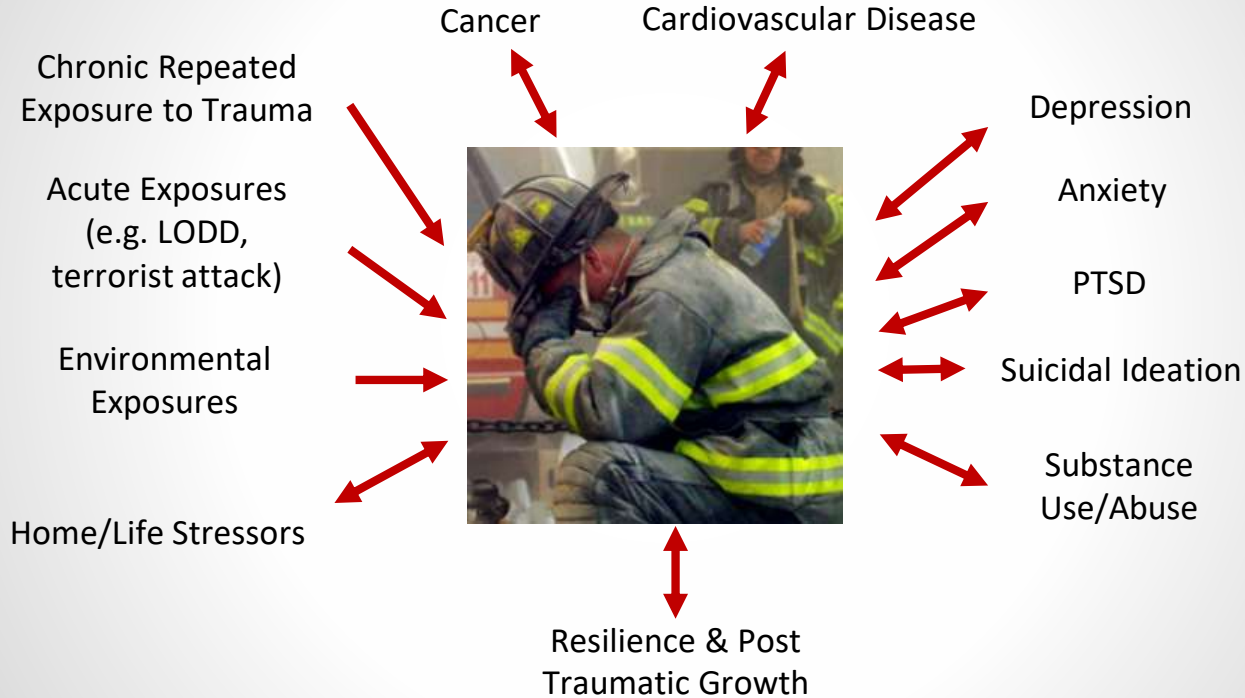 Cancer
Cardiovascular Disease
Chronic Repeated
Exposure to Trauma
Acute Exposures
(e.g. LODD,
terrorist attack)
Environmental
Exposures
Home/Life Stressors
Depression
Anxiety
PTSD
Suicidal Ideation
Substance
Use/Abuse
11
Resilience & Post
Traumatic Growth